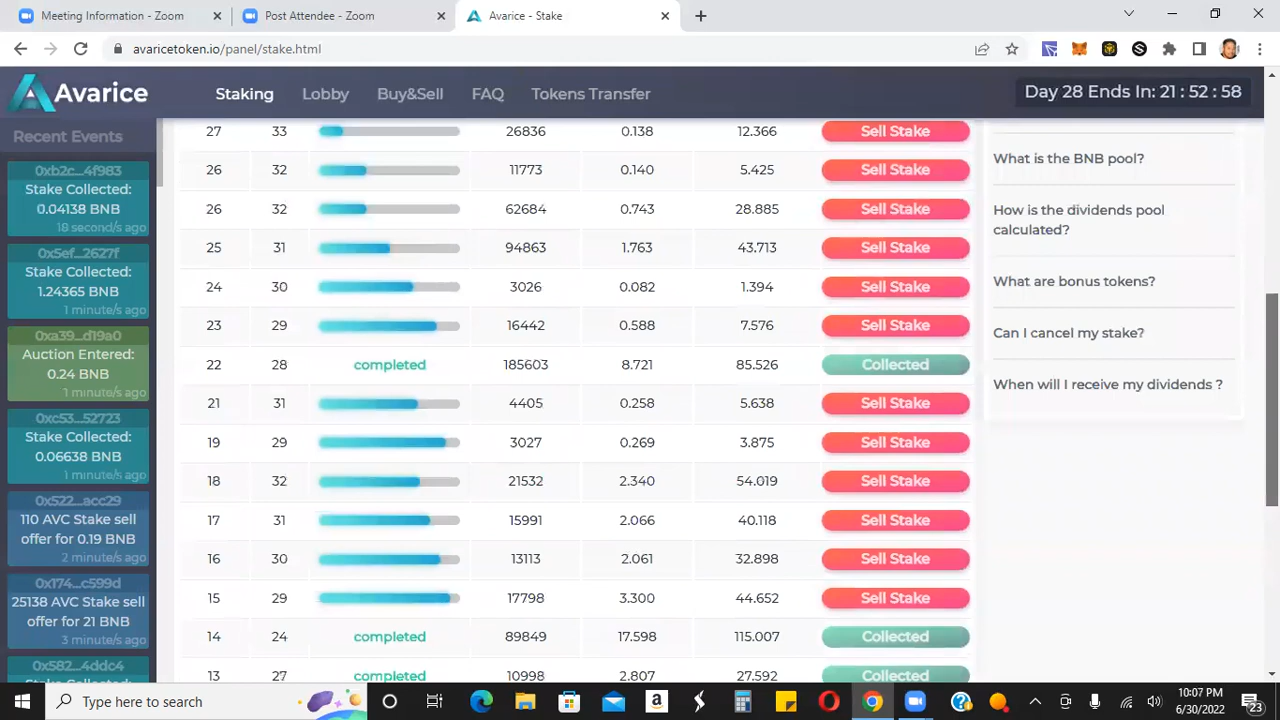 Meeting Information - Zoom
Post Attendee - Zoom
Avarice - Stake
avaricetoken.io/panel/stake.html
Avarice
Staking
Lobby
Buy&Sell
FAQ
Tokens Transfer
Day 28 Ends In: 21 : 52 : 58
Recent Events
0xb2c...4f983
Stake Collected:
0.04138 BNB
18 second/s ago
0x5ef...2627f
Stake Collected:
1.24365 BNB
1 minute/s ago
0xa39...d19a0
Auction Entered:
0.24 BNB
1 minute/s ago
0xc53...52723
Stake Collected:
0.06638 BNB
1 minute/s ago
0x522...acc29
110 AVC Stake sell
offer for 0.19 BNB
2 minute/s ago
0x174...c599d
25138 AVC Stake sell
offer for 21 BNB
3 minute/s ago
0x582...4ddc4
27 33 26836 0.138 12.366 Sell Stake
26 32 11773 0.140 5.425 Sell Stake
26 32 62684 0.743 28.885 Sell Stake
25 31 94863 1.763 43.713 Sell Stake
24 30 3026 0.082 1.394 Sell Stake
23 29 16442 0.588 7.576 Sell Stake
22 28 completed 185603 8.721 85.526 Collected
21 31 4405 0.258 5.638 Sell Stake
19 29 3027 0.269 3.875 Sell Stake
18 32 21532 2.340 54.019 Sell Stake
17 31 15991 2.066 40.118 Sell Stake
16 30 13113 2.061 32.898 Sell Stake
15 29 17798 3.300 44.652 Sell Stake
14 24 completed 89849 17.598 115.007 Collected
13 27 completed 10998 2.807 27.592 Collected
What is the BNB pool?
How is the dividends pool
calculated?
What are bonus tokens?
Can I cancel my stake?
When will I receive my dividends ?
Type here to search
10:07 PM
6/30/2022
23